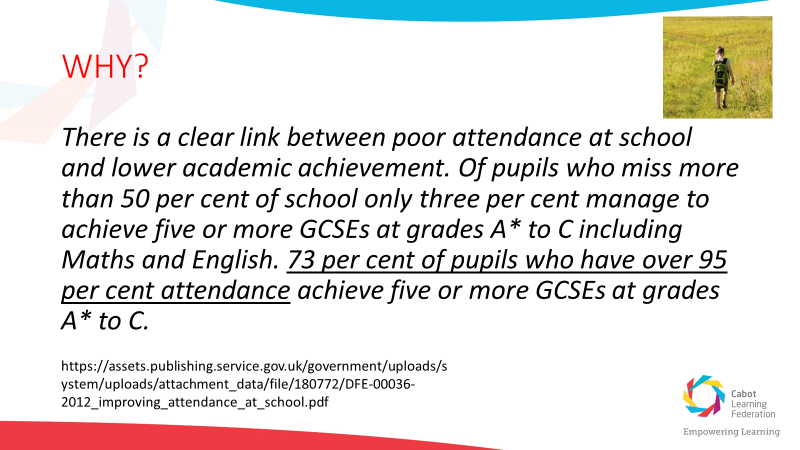 WHY?
There is a clear link between poor attendance at school
and lower academic achievement. Of pupils who miss more
than 50 per cent of school only three per cent manage to
achieve five or more GCSEs at grades A* to C including
Maths and English. 73 per cent of pupils who have over 95
per cent attendance achieve five or more GCSEs at grades
A* to C.
https://assets.publishing.service.gov.uk/government/uploads/s
ystem/uploads/attachment_data/file/180772/DFE-00036-
2012_improving_attendance_at_school.pdf
Cabot
Learning
Federation
Empowering Learning